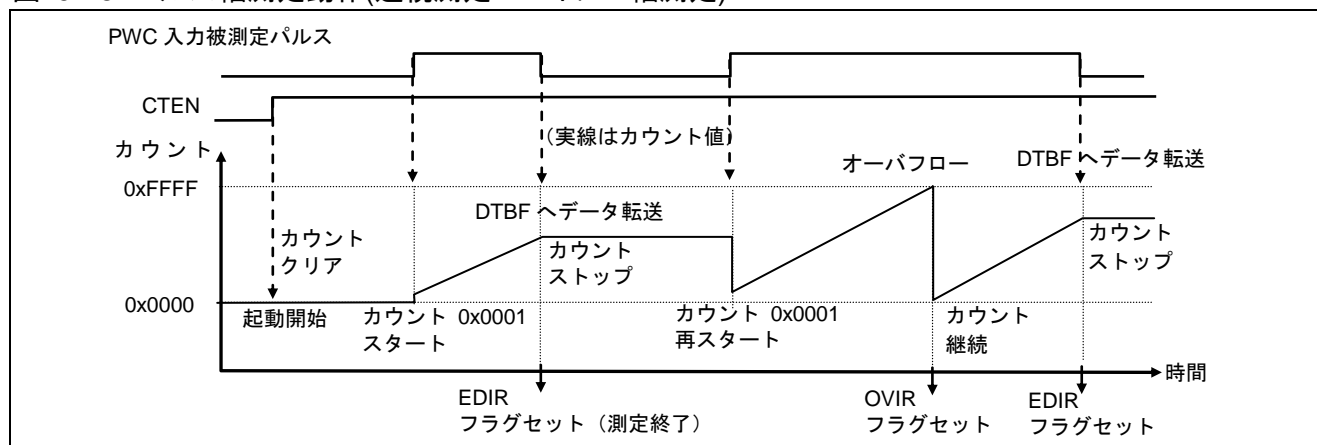 PWC 入力被測定パルス
CTEN
(実線はカウント値)
カウント
オーバフロー
DTBF へデータ転送
0xFFFF
DTBF へデータ転送
カウント
クリア
カウント
ストップ
カウント
ストップ
0x0000
起動開始
カウント 0x0001
スタート
カウント 0x0001
再スタート
カウント
継続
時間
EDIR
フラグセット（測定終了）
OVIR
フラグセット
EDIR
フラグセット